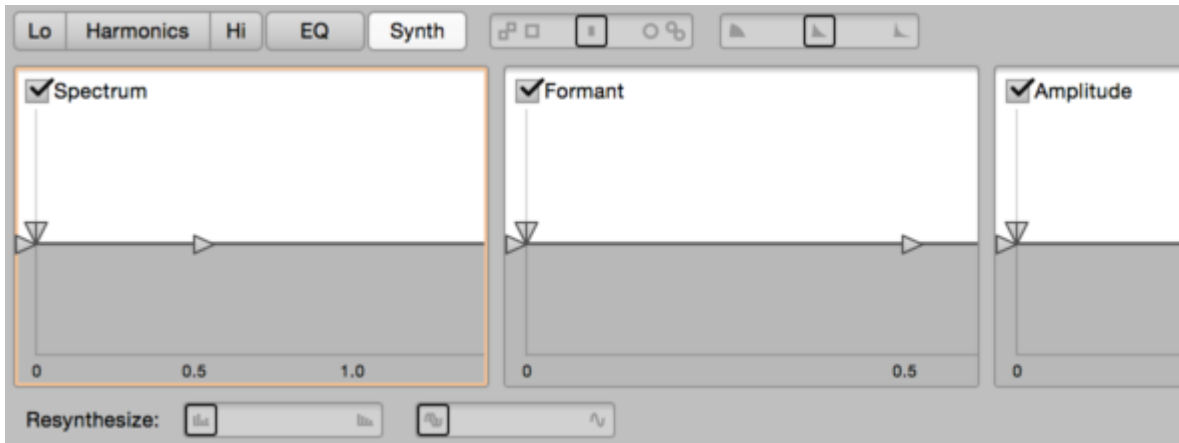 Lo Harmonics Hi EQ Synth
Spectrum Formant Amplitude
0 0.5 1.0 0 0.5 0
Resynthesize: